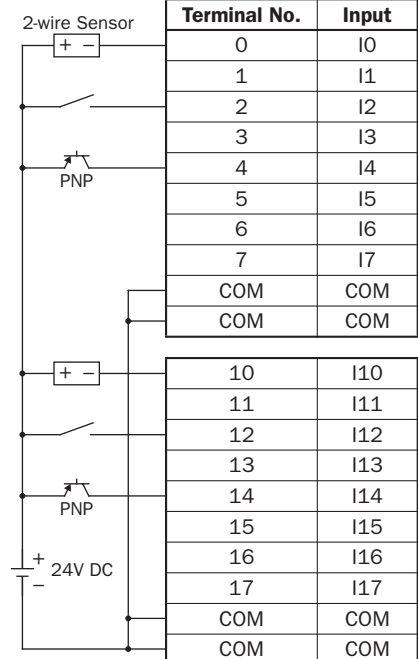 2-wire Sensor
Terminal No. Input
+ − 0 I0
1 I1
2 I2
3 I3
4 I4
PNP
5 I5
6 I6
7 I7
COM COM
COM COM
+ − 10 I10
11 I11
12 I12
13 I13
14 I14
PNP
15 I15
+ 16 I16
24V DC
− 17 I17
COM COM
COM COM